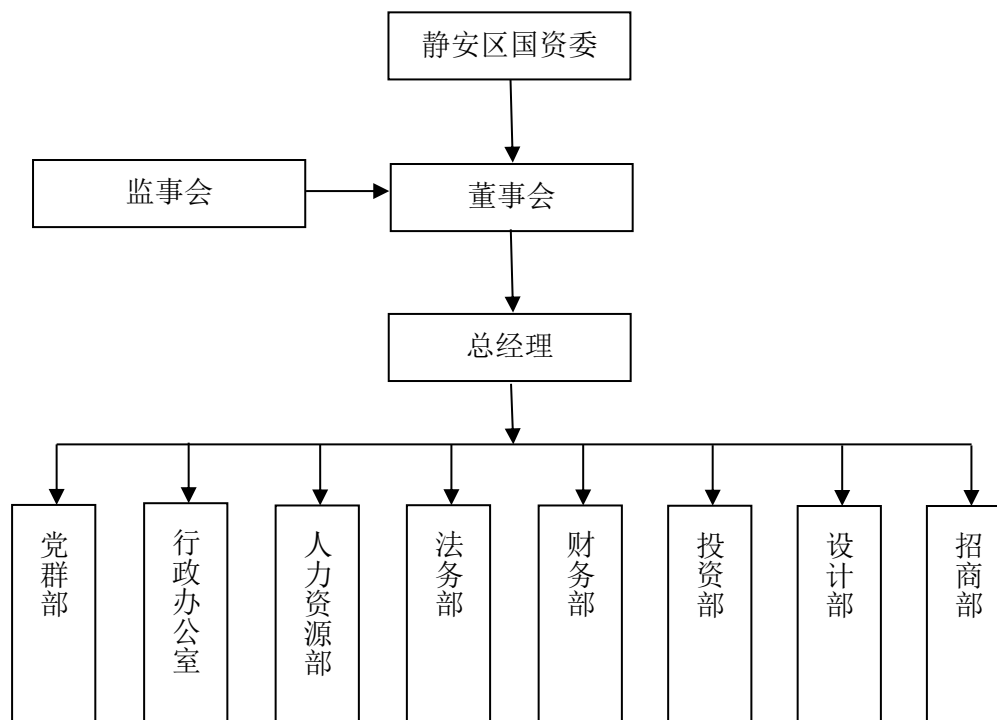 静安区国资委
监事会
董事会
总经理
党群部
行政办公室
人力资源部
法务部
财务部
投资部
设计部
招商部